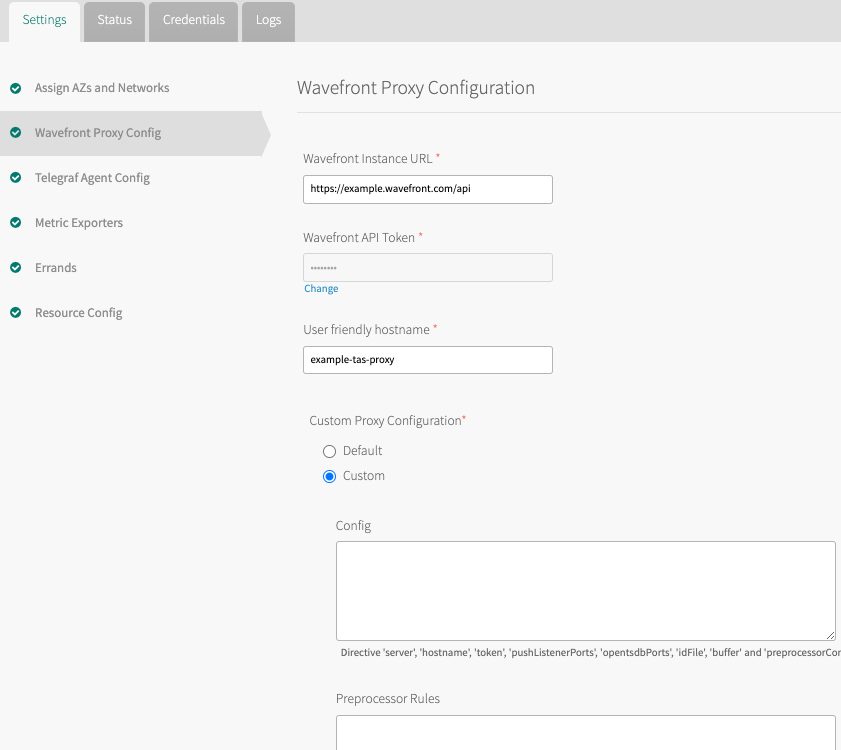 Settings
Status
Credentials
Logs
Assign AZs and Networks
Wavefront Proxy Config
Telegraf Agent Config
Metric Exporters
Errands
Resource Config
Wavefront Proxy Configuration
Wavefront Instance URL *
https://example.wavefront.com/api
Wavefront API Token *
••••••••
Change
User friendly hostname *
example-tas-proxy
Custom Proxy Configuration*
Default
Custom
Config
Directive 'server', 'hostname', 'token', 'pushListenerPorts', 'opentsdbPorts', 'idFile', 'buffer' and 'preprocessorCor
Preprocessor Rules